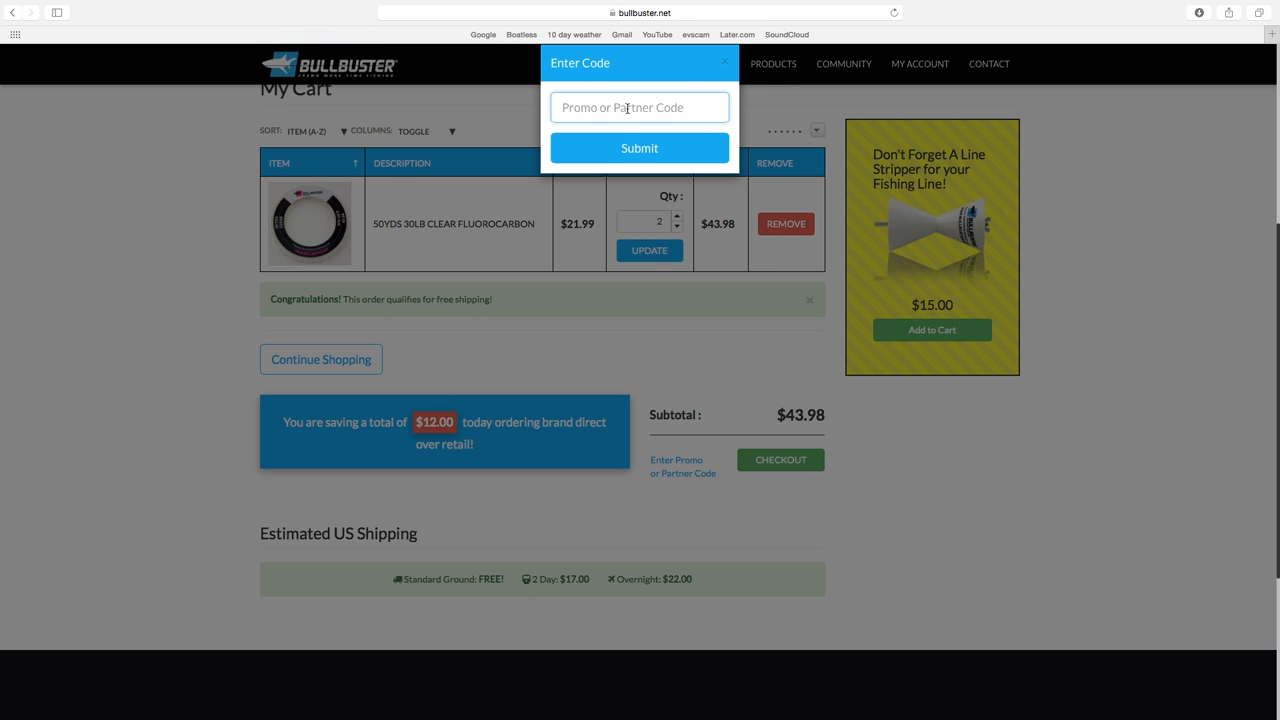 bullbuster.net
Google Boatless 10 day weather Gmail YouTube evscam Later.com SoundCloud
BULLBUSTER
SPEND MORE TIME FISHING
PRODUCTS COMMUNITY MY ACCOUNT CONTACT
Enter Code ×
Promo or Partner Code
Submit
My Cart
SORT: ITEM (A-Z) ▼ COLUMNS: TOGGLE ▼
ITEM ↑ DESCRIPTION REMOVE
BULLBUSTER
50YDS 30LB CLEAR FLUOROCARBON $21.99
Qty :
2
UPDATE
$43.98 REMOVE
Congratulations! This order qualifies for free shipping! ×
Continue Shopping
You are saving a total of $12.00 today ordering brand direct
over retail!
Subtotal : $43.98
Enter Promo
or Partner Code
CHECKOUT
Don't Forget A Line
Stripper for your
Fishing Line!
$15.00
Add to Cart
Estimated US Shipping
Standard Ground: FREE! 2 Day: $17.00 Overnight: $22.00